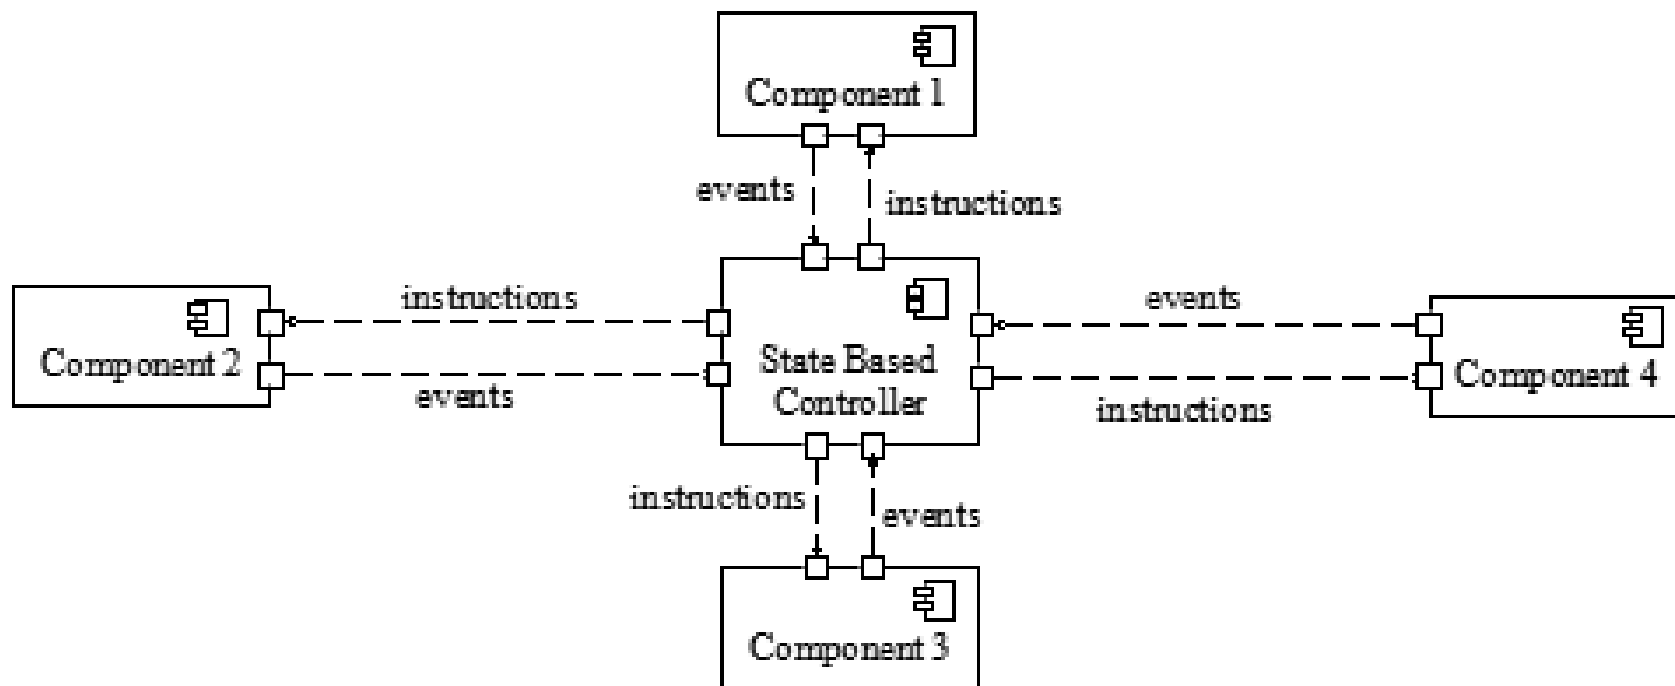 Component 1
events
instructions
instructions
events
Component 2
State Based
Controller
Component 4
events
instructions
instructions
events
Component 3